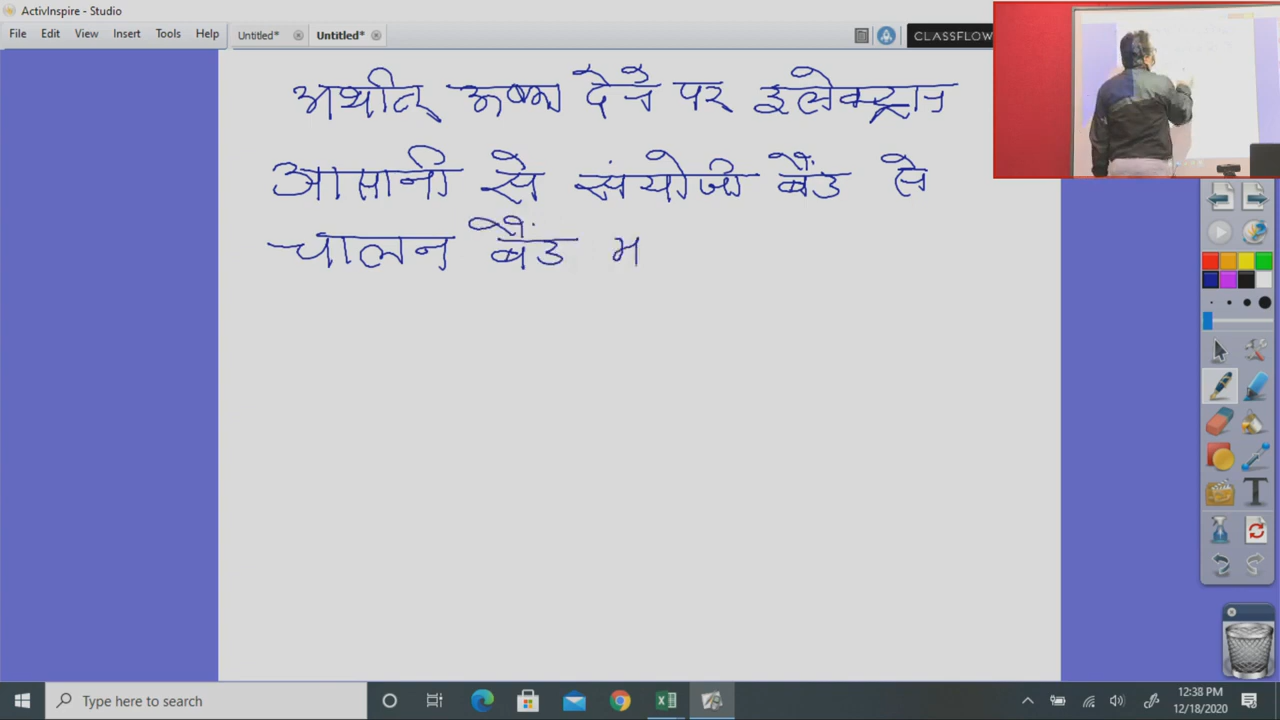 ActivInspire - Studio
File Edit View Insert Tools Help Untitled* Untitled* CLASSFLOW
अर्थात् ऊष्मा देने पर इलेक्ट्रान
आसानी से संयोजी बैंड से
चालन बैंड म
T
Type here to search
12:38 PM
12/18/2020